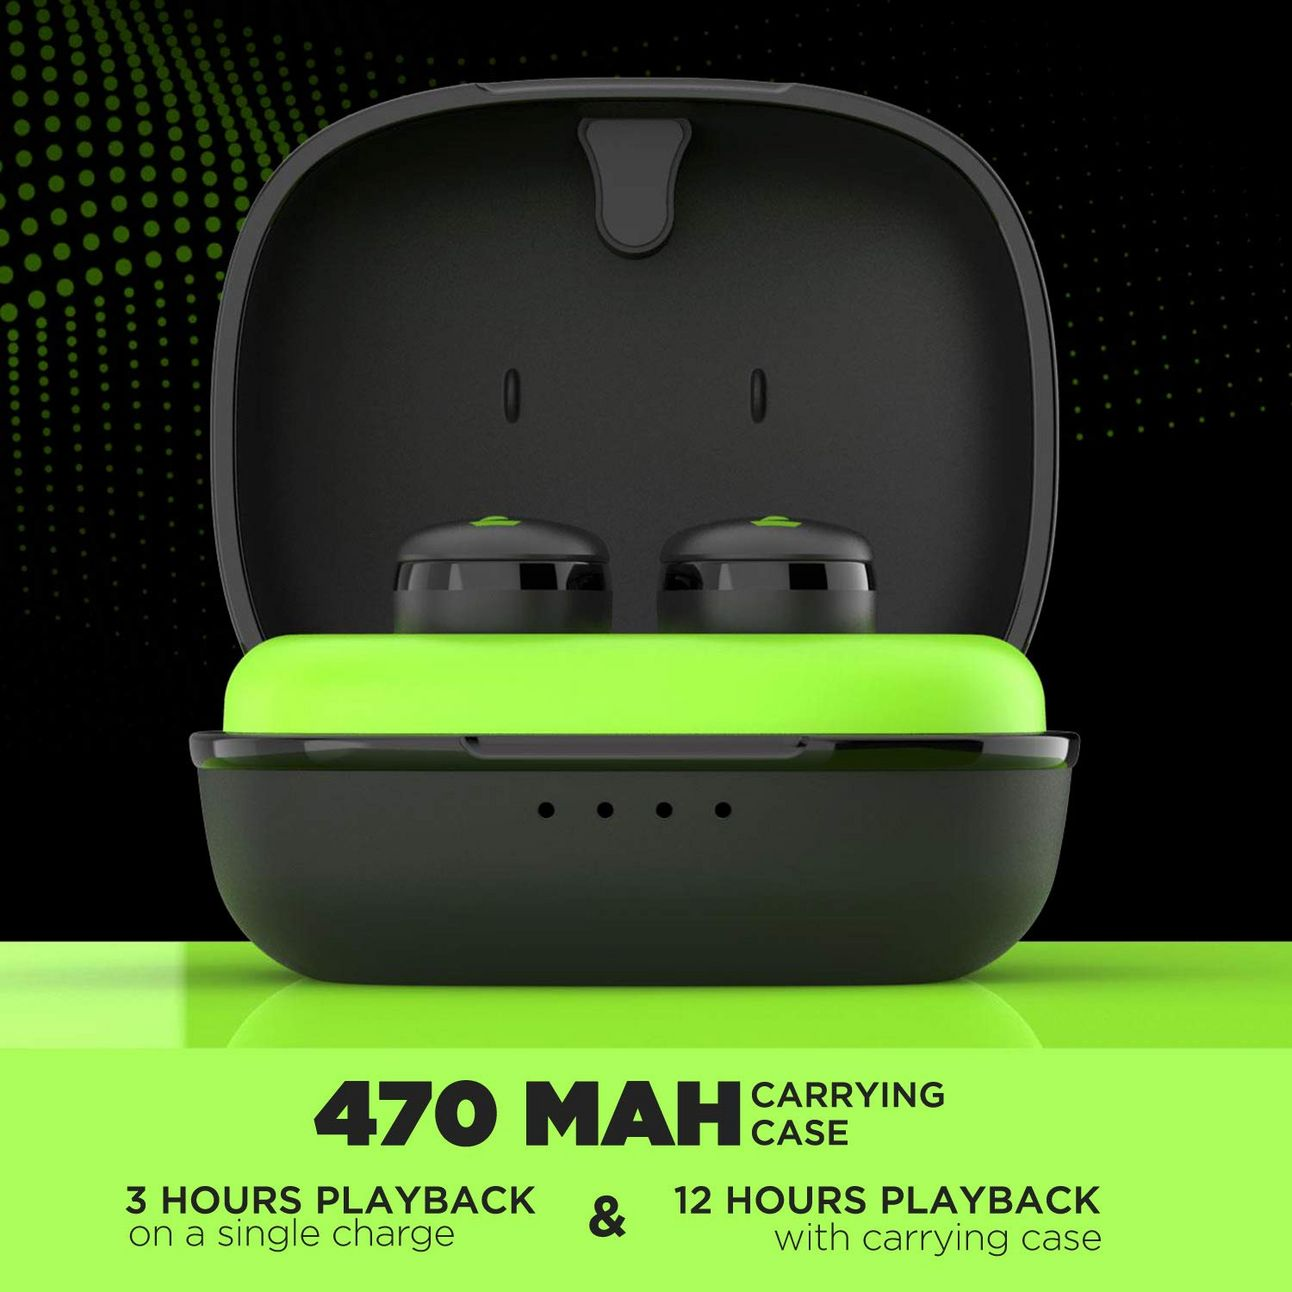 470 MAH CARRYING
CASE
3 HOURS PLAYBACK
on a single charge
&
12 HOURS PLAYBACK
with carrying case